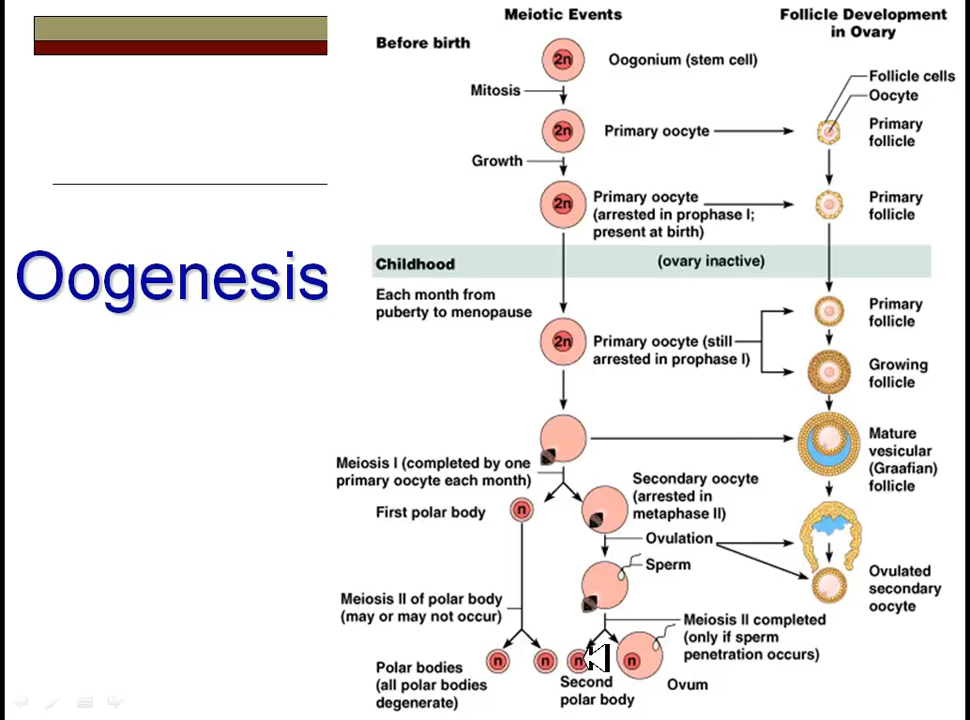 Meiotic Events
Follicle Development
in Ovary
Before birth
2n
Oogonium (stem cell)
Mitosis
Follicle cells
Oocyte
2n
Primary oocyte
Primary
follicle
Growth
2n
Primary oocyte
(arrested in prophase I;
present at birth)
Primary
follicle
Oogenesis
Childhood
(ovary inactive)
Each month from
puberty to menopause
2n
Primary oocyte (still
arrested in prophase I)
Primary
follicle
Growing
follicle
Mature
vesicular
(Graafian)
follicle
Meiosis I (completed by one
primary oocyte each month)
Secondary oocyte
(arrested in
metaphase II)
First polar body
n
Ovulation
Sperm
Ovulated
secondary
oocyte
Meiosis II of polar body
(may or may not occur)
Meiosis II completed
(only if sperm
penetration occurs)
n
n
n
n
Polar bodies
(all polar bodies
degenerate)
Second
polar body
Ovum